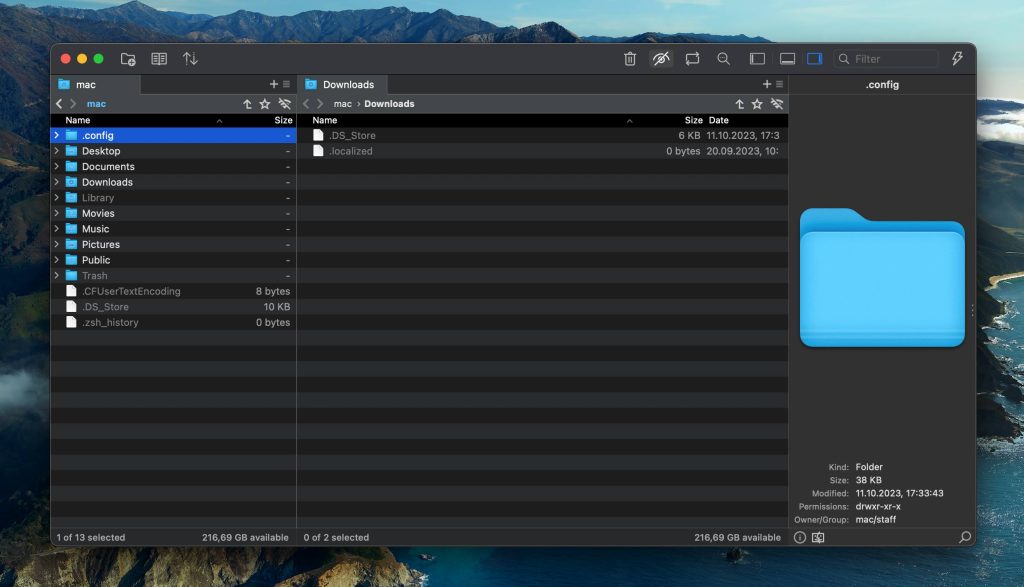 Filter
mac
Downloads
.config
mac
mac › Downloads
Name Size
Name Size Date
.config –
Desktop –
Documents –
Downloads –
Library –
Movies –
Music –
Pictures –
Public –
Trash –
.CFUserTextEncoding 8 bytes
.DS_Store 10 KB
.zsh_history 0 bytes
.DS_Store 6 KB 11.10.2023, 17:3
.localized 0 bytes 20.09.2023, 10:
Kind: Folder
Size: 38 KB
Modified: 11.10.2023, 17:33:43
Permissions: drwxr-xr-x
Owner/Group: mac/staff
1 of 13 selected 216,69 GB available
0 of 2 selected 216,69 GB available